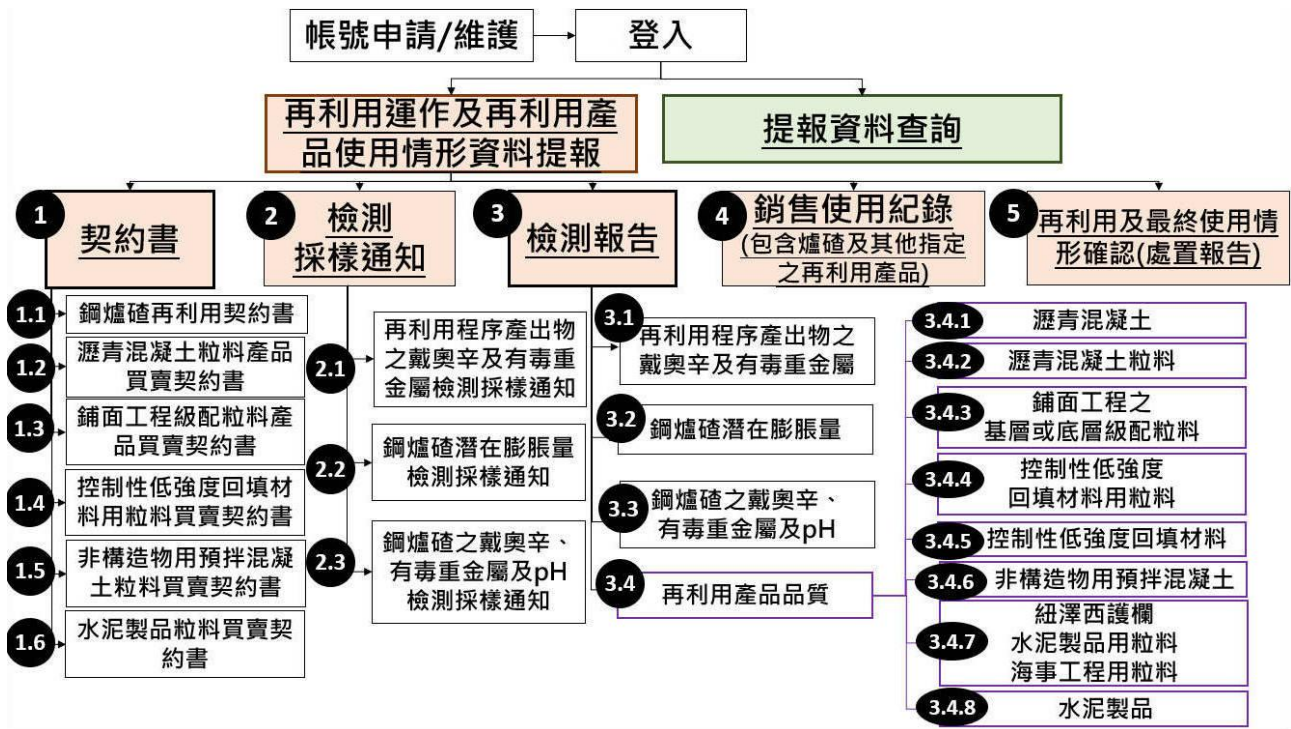 帳號申請/維護
登入
再利用運作及再利用產
品使用情形資料提報
提報資料查詢
1
契約書
2
檢測
採樣通知
3
檢測報告
4
銷售使用紀錄
(包含爐碴及其他指定
之再利用產品)
5
再利用及最終使用情
形確認(處置報告)
1.1
鋼爐碴再利用契約書
1.2
瀝青混凝土粒料產品
買賣契約書
1.3
鋪面工程級配粒料產
品買賣契約書
1.4
控制性低強度回填材
料用粒料買賣契約書
1.5
非構造物用預拌混凝
土粒料買賣契約書
1.6
水泥製品粒料買賣契
約書
2.1
再利用程序產出物
之戴奧辛及有毒重
金屬檢測採樣通知
2.2
鋼爐碴潛在膨脹量
檢測採樣通知
2.3
鋼爐碴之戴奧辛、
有毒重金屬及pH
檢測採樣通知
3.1
再利用程序產出物之
戴奧辛及有毒重金屬
3.2
鋼爐碴潛在膨脹量
3.3
鋼爐碴之戴奧辛、
有毒重金屬及pH
3.4
再利用產品品質
3.4.1
瀝青混凝土
3.4.2
瀝青混凝土粒料
3.4.3
鋪面工程之
基層或底層級配粒料
3.4.4
控制性低強度
回填材料用粒料
3.4.5
控制性低強度回填材料
3.4.6
非構造物用預拌混凝土
3.4.7
紐澤西護欄
水泥製品用粒料
海事工程用粒料
3.4.8
水泥製品